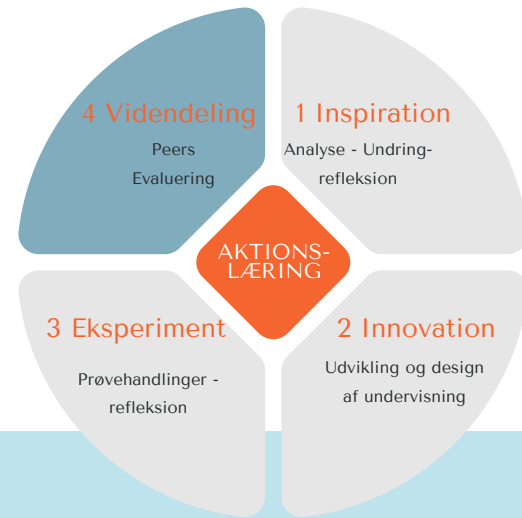 4 Videndeling
Peers
Evaluering
1 Inspiration
Analyse - Undring-
refleksion
AKTIONS-
LÆRING
3 Eksperiment
Prøvehandlinger -
refleksion
2 Innovation
Udvikling og design
af undervisning